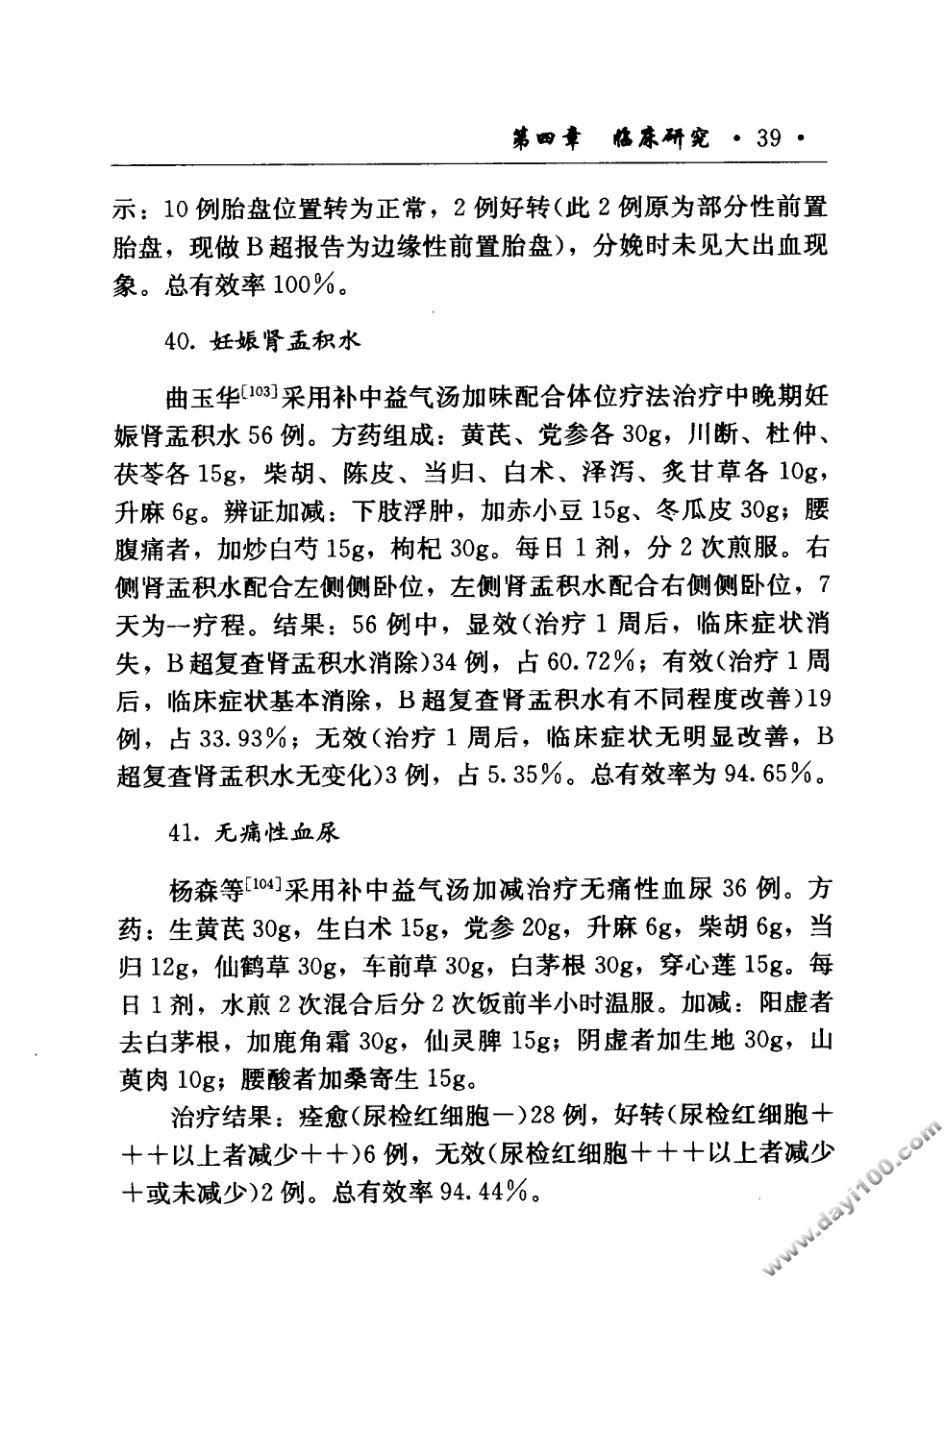 第四章 临床研究 · 39 ·
示：10 例胎盘位置转为正常，2 例好转（此 2 例原为部分性前置
胎盘，现做 B 超报告为边缘性前置胎盘），分娩时未见大出血现
象。总有效率 100%。
40. 妊娠肾盂积水
曲玉华[103]采用补中益气汤加味配合体位疗法治疗中晚期妊
娠肾盂积水 56 例。方药组成：黄芪、党参各 30g，川断、杜仲、
茯苓各 15g，柴胡、陈皮、当归、白术、泽泻、炙甘草各 10g，
升麻 6g。辨证加减：下肢浮肿，加赤小豆 15g、冬瓜皮 30g；腰
腹痛者，加炒白芍 15g，枸杞 30g。每日 1 剂，分 2 次煎服。右
侧肾盂积水配合左侧侧卧位，左侧肾盂积水配合右侧侧卧位，7
天为一疗程。结果：56 例中，显效（治疗 1 周后，临床症状消
失，B 超复查肾盂积水消除）34 例，占 60.72%；有效（治疗 1 周
后，临床症状基本消除，B 超复查肾盂积水有不同程度改善）19
例，占 33.93%；无效（治疗 1 周后，临床症状无明显改善，B
超复查肾盂积水无变化）3 例，占 5.35%。总有效率为 94.65%。
41. 无痛性血尿
杨森等[104]采用补中益气汤加减治疗无痛性血尿 36 例。方
药：生黄芪 30g，生白术 15g，党参 20g，升麻 6g，柴胡 6g，当
归 12g，仙鹤草 30g，车前草 30g，白茅根 30g，穿心莲 15g。每
日 1 剂，水煎 2 次混合后分 2 次饭前半小时温服。加减：阳虚者
去白茅根，加鹿角霜 30g，仙灵脾 15g；阴虚者加生地 30g，山
萸肉 10g；腰酸者加桑寄生 15g。
治疗结果：痊愈（尿检红细胞－）28 例，好转（尿检红细胞＋
＋＋以上者减少＋＋）6 例，无效（尿检红细胞＋＋＋以上者减少
＋或未减少）2 例。总有效率 94.44%。
www.dayi100.com